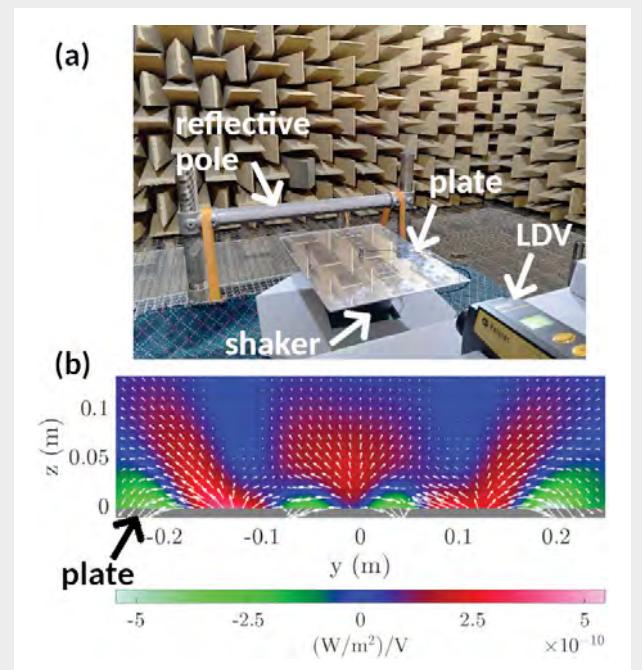 (a)
reflective
pole
plate
LDV
shaker
(b)
z (m)
0.1
0.05
0
-0.2 -0.1 0 0.1 0.2
y (m)
plate
-5 -2.5 0 2.5 5
(W/m²)/V ×10⁻¹⁰